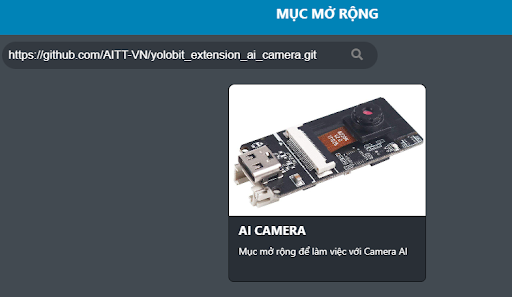 MỤC MỞ RỘNG
https://github.com/AITT-VN/yolobit_extension_ai_camera.git
AI CAMERA
Mục mở rộng để làm việc với Camera AI